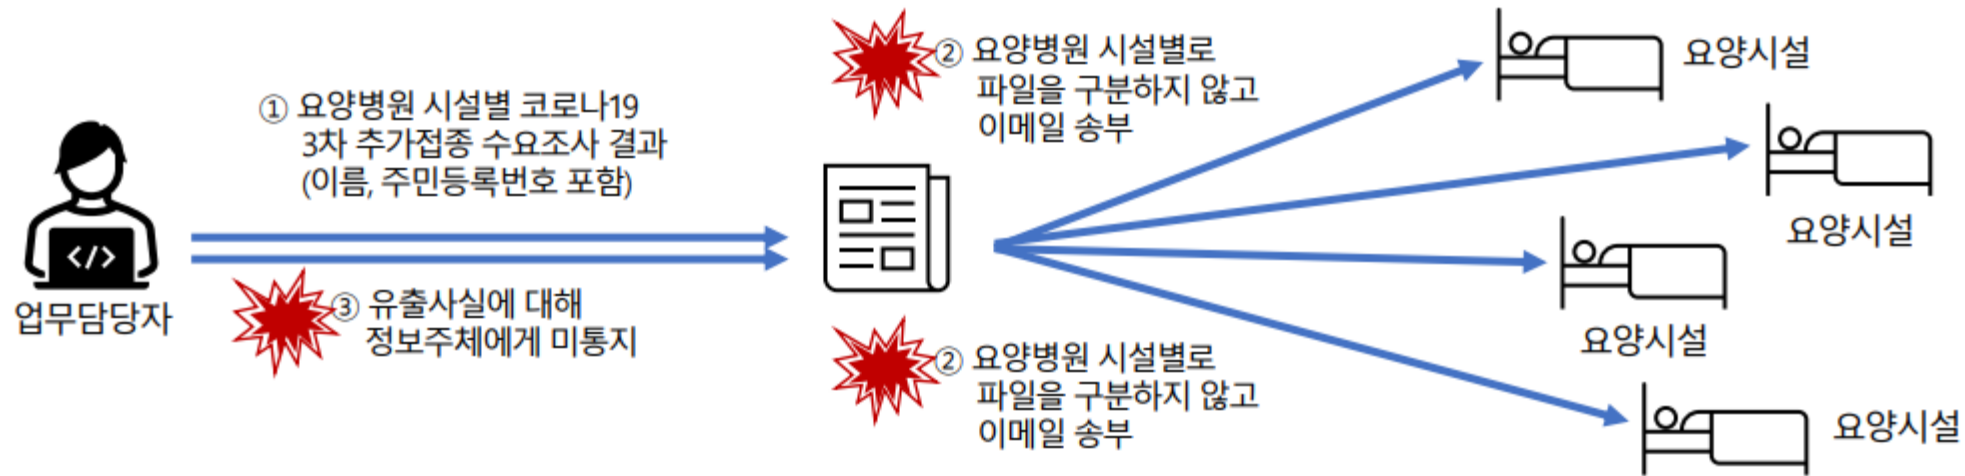 ① 요양병원 시설별 코로나19
3차 추가접종 수요조사 결과
(이름, 주민등록번호 포함)
업무담당자
③ 유출사실에 대해
정보주체에게 미통지
② 요양병원 시설별로
파일을 구분하지 않고
이메일 송부
② 요양병원 시설별로
파일을 구분하지 않고
이메일 송부
요양시설
요양시설
요양시설
요양시설